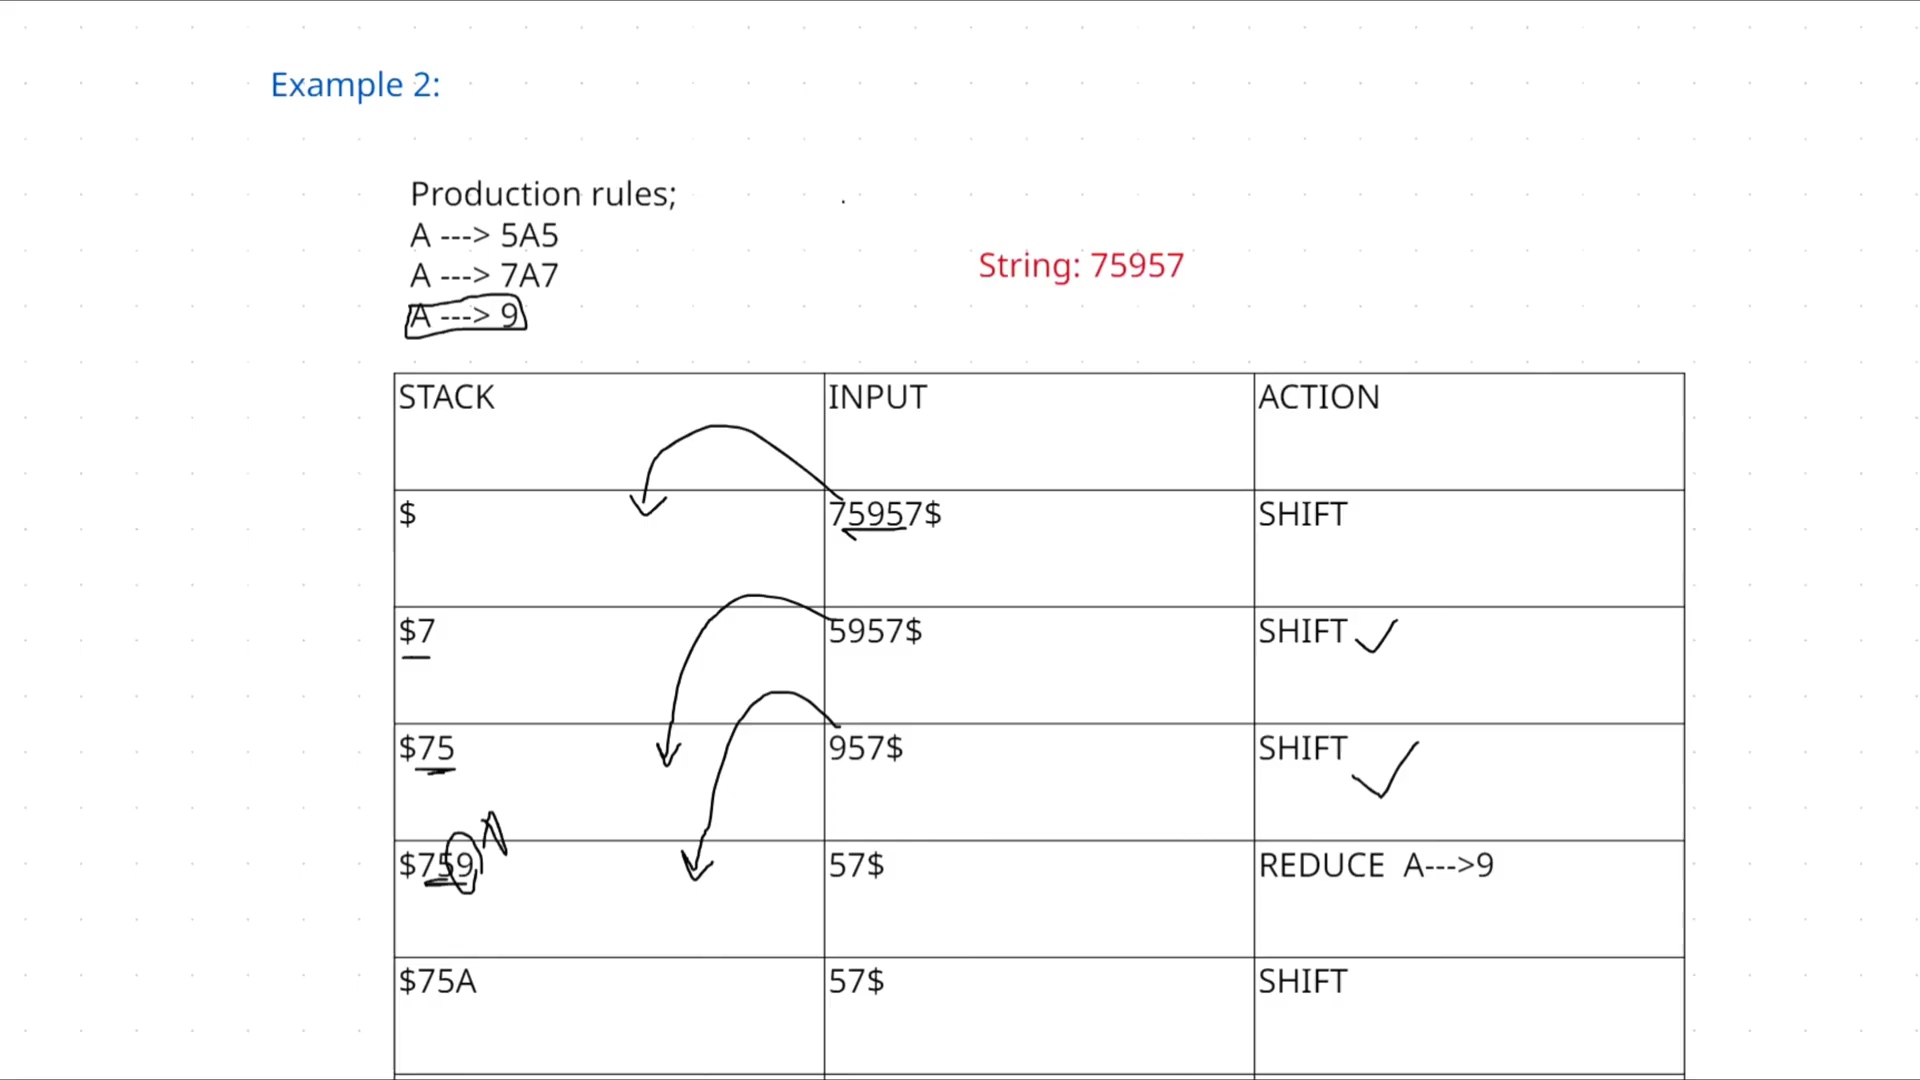 Example 2:
Production rules;
A ---> 5A5
A ---> 7A7
A ---> 9
String: 75957
STACK INPUT ACTION
$ 75957$ SHIFT
$7 5957$ SHIFT
$75 957$ SHIFT
A
$759 57$ REDUCE A--->9
$75A 57$ SHIFT